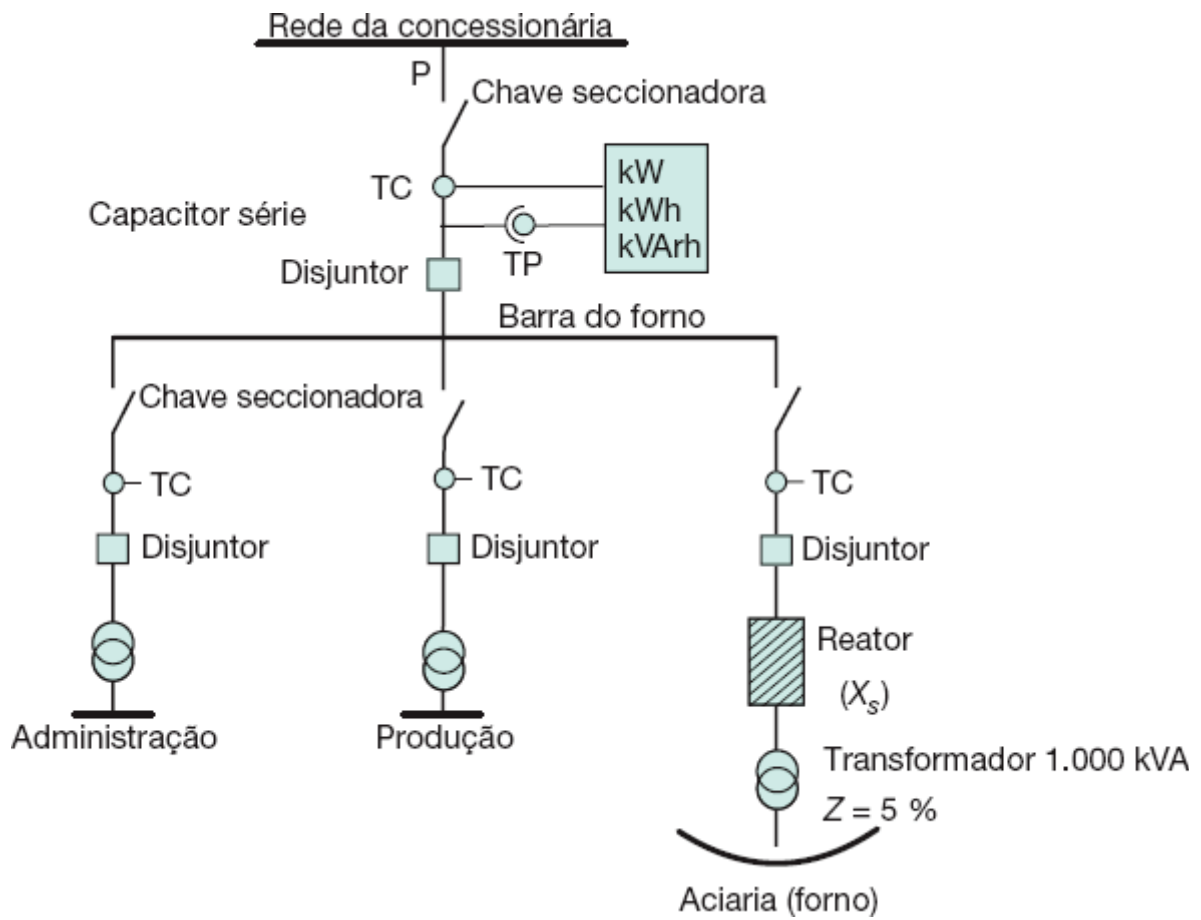 Rede da concessionária
P
Chave seccionadora
TC
kW
kWh
kVArh
Capacitor série
TP
Disjuntor
Barra do forno
Chave seccionadora
TC
TC
TC
Disjuntor
Disjuntor
Disjuntor
Reator
(Xs)
Administração
Produção
Transformador 1.000 kVA
Z = 5 %
Aciaria (forno)